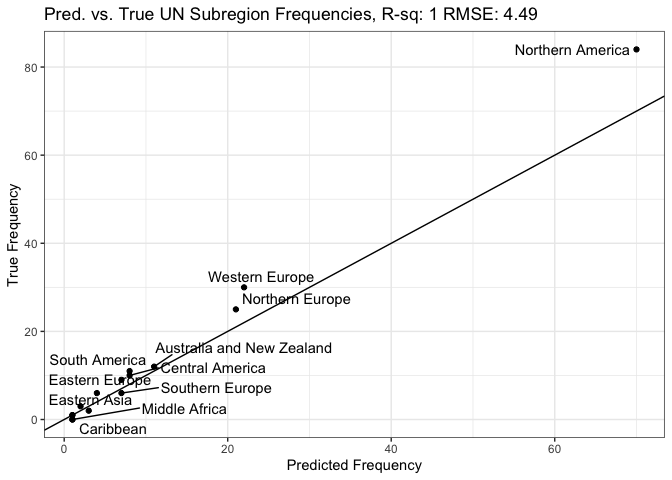 Pred. vs. True UN Subregion Frequencies, R-sq: 1 RMSE: 4.49
Northern America
80
60
True Frequency
40
Western Europe
Northern Europe
20
Australia and New Zealand
South America
Central America
Eastern Europe
Southern Europe
Eastern Asia
Middle Africa
0
Caribbean
0
20
40
60
Predicted Frequency